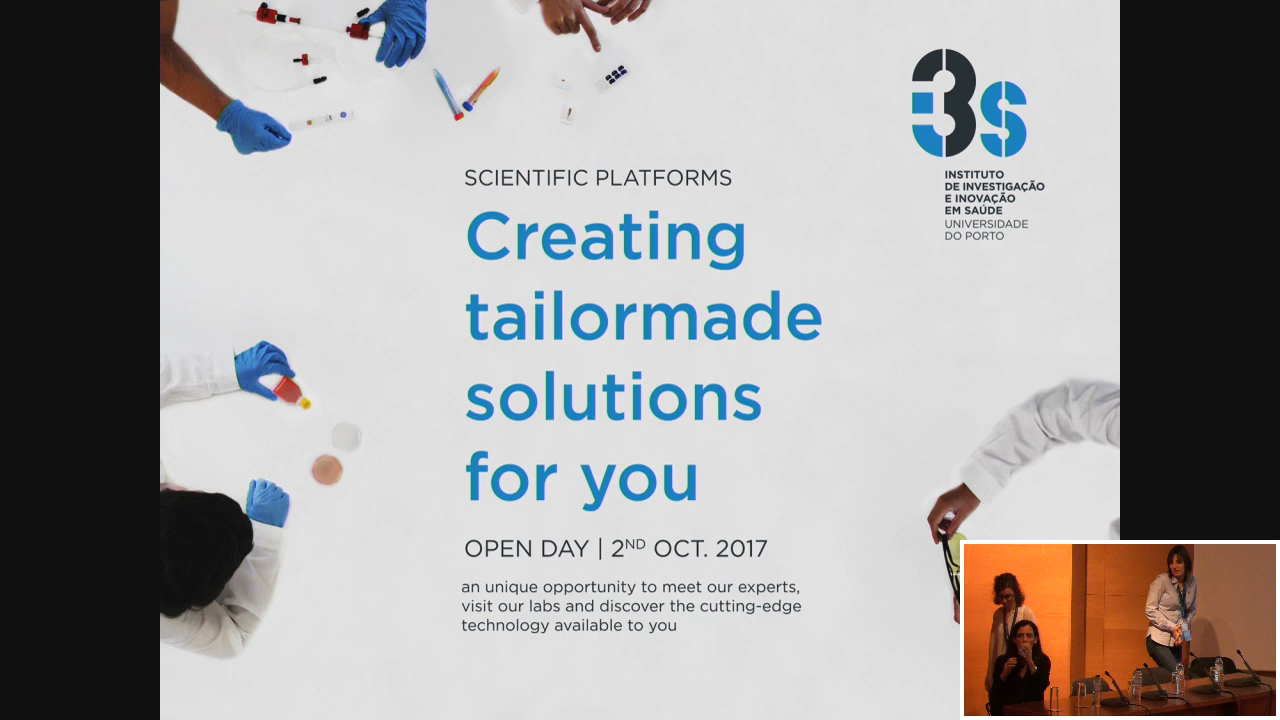 3s
INSTITUTO
DE INVESTIGAÇÃO
E INOVAÇÃO
EM SAÚDE
UNIVERSIDADE
DO PORTO
SCIENTIFIC PLATFORMS
Creating
tailormade
solutions
for you
OPEN DAY | 2ND OCT. 2017
an unique opportunity to meet our experts,
visit our labs and discover the cutting-edge
technology available to you